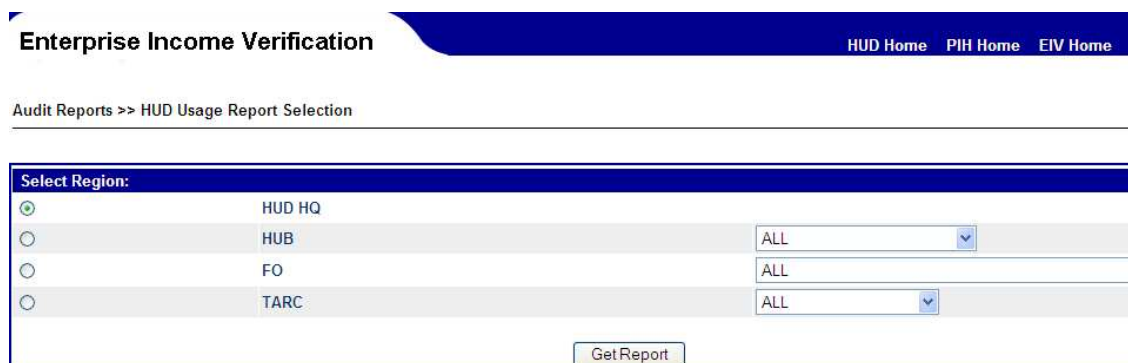 Enterprise Income Verification
HUD Home PIH Home EIV Home
Audit Reports >> HUD Usage Report Selection
Select Region:
HUD HQ
HUB ALL
FO ALL
TARC ALL
Get Report